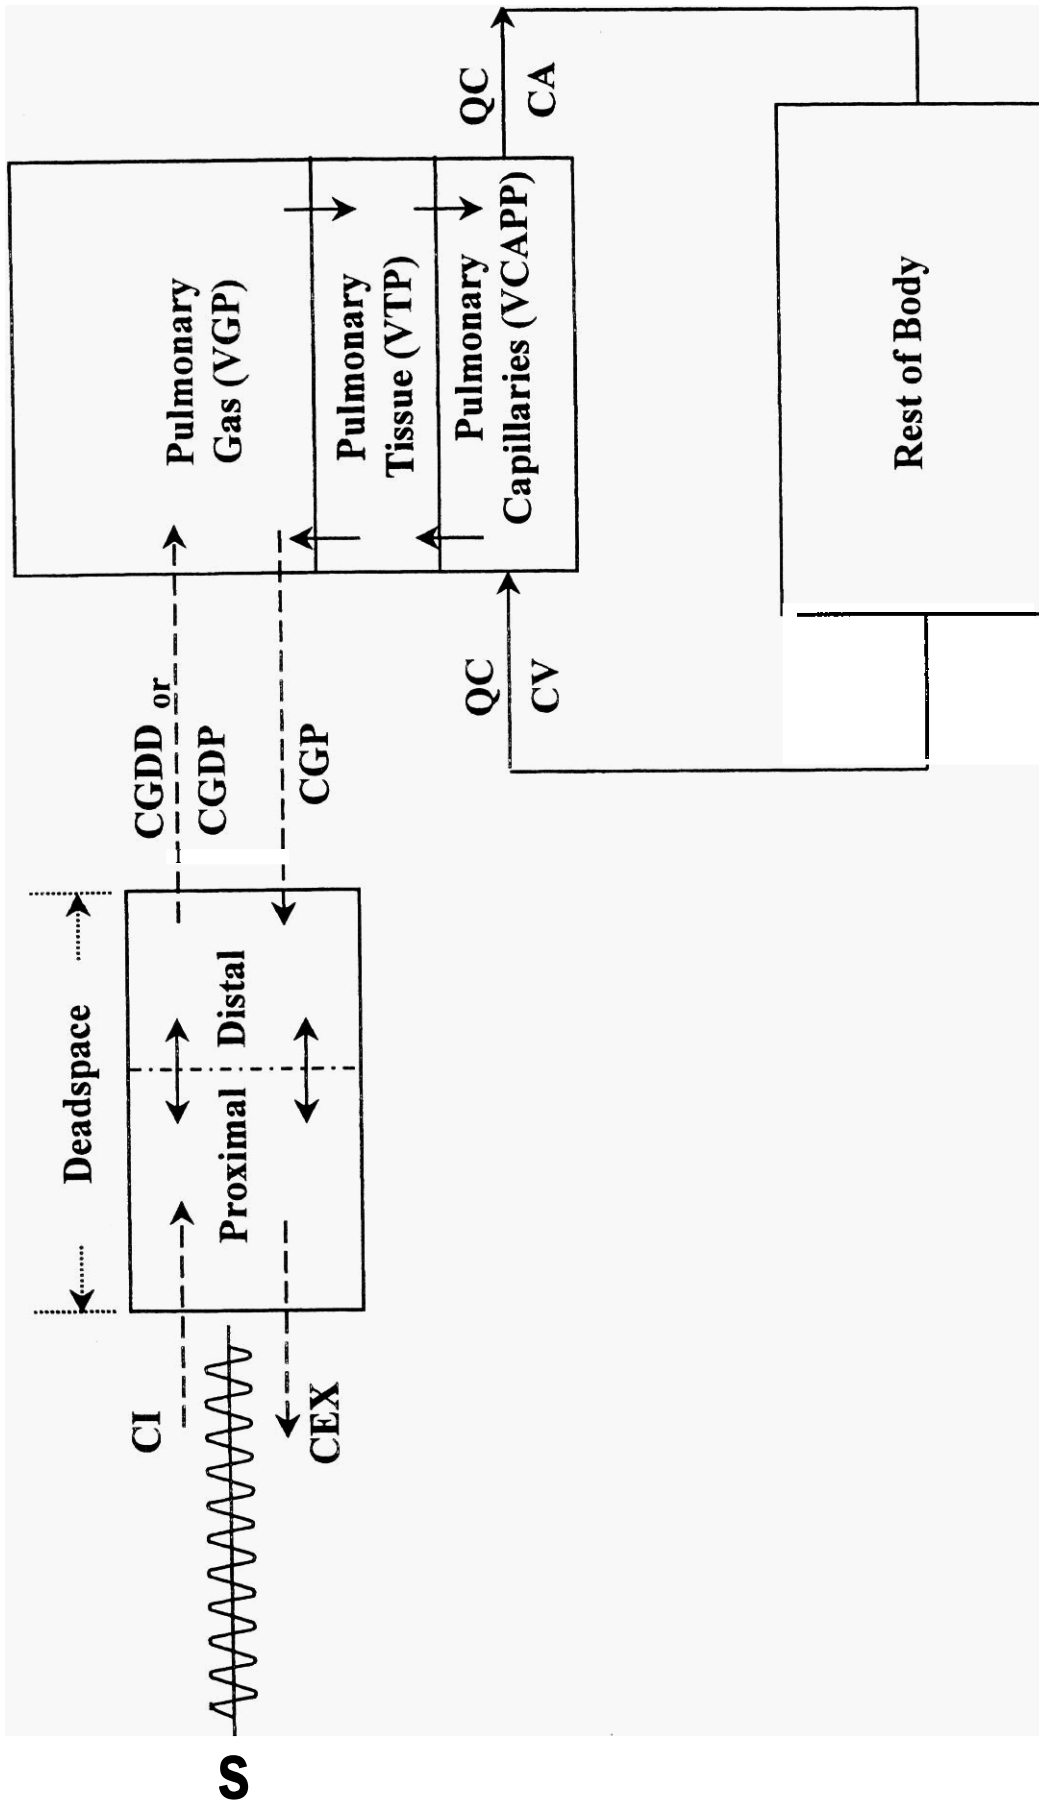 Deadspace
CI
CEX
Proximal
Distal
CGDD or
CGDP
CGP
Pulmonary
Gas (VGP)
Pulmonary
Tissue (VTP)
Pulmonary
Capillaries (VCAPP)
QC
CV
QC
CA
Rest of Body
S